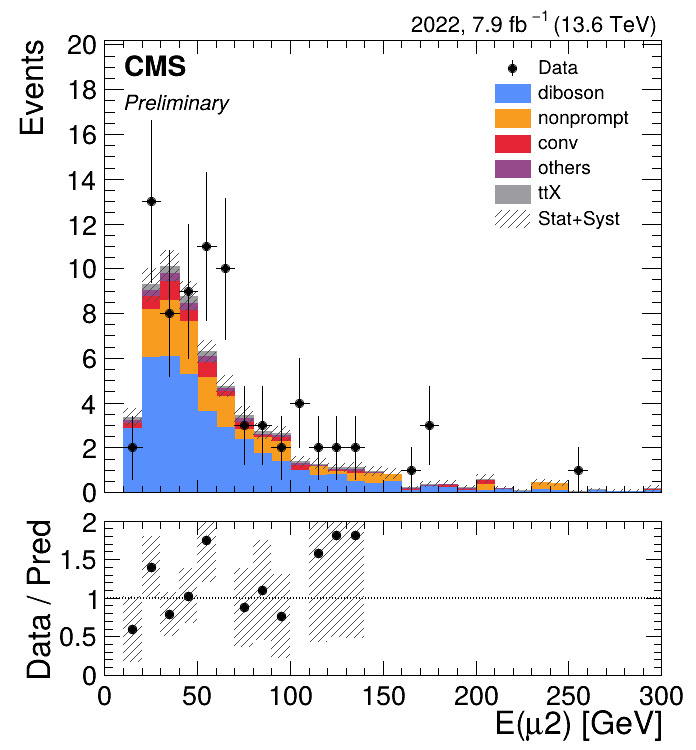 2022, 7.9 fb⁻¹ (13.6 TeV)
CMS
Preliminary
Events
20
18
16
14
12
10
8
6
4
2
0
Data
diboson
nonprompt
conv
others
ttX
Stat+Syst
Data / Pred
2
1.5
1
0.5
0
0
50
100
150
200
250
300
E(μ2) [GeV]